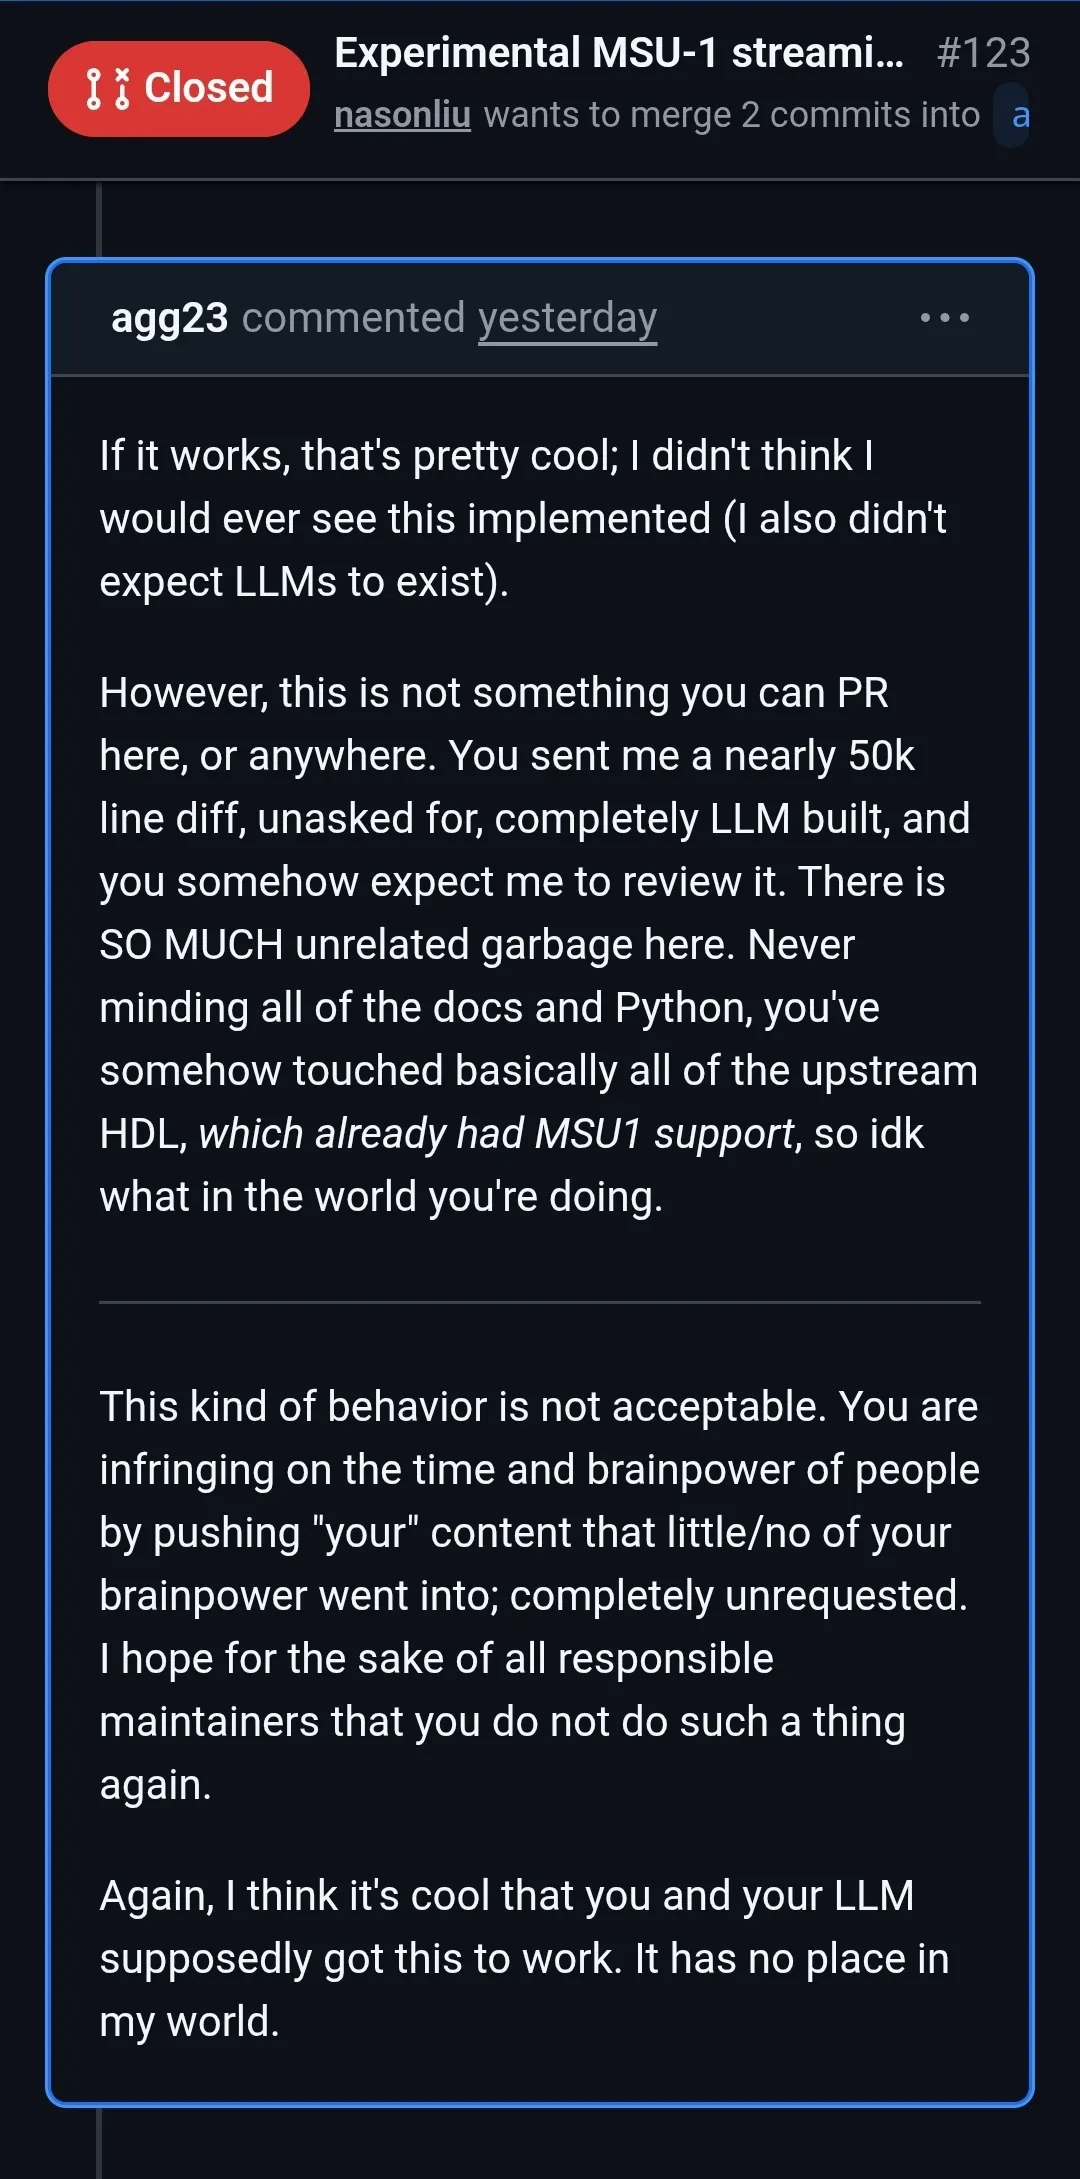 Closed
Experimental MSU-1 streami... #123
nasonliu wants to merge 2 commits into a
agg23 commented yesterday
If it works, that's pretty cool; I didn't think I
would ever see this implemented (I also didn't
expect LLMs to exist).
However, this is not something you can PR
here, or anywhere. You sent me a nearly 50k
line diff, unasked for, completely LLM built, and
you somehow expect me to review it. There is
SO MUCH unrelated garbage here. Never
minding all of the docs and Python, you've
somehow touched basically all of the upstream
HDL, which already had MSU1 support, so idk
what in the world you're doing.
This kind of behavior is not acceptable. You are
infringing on the time and brainpower of people
by pushing "your" content that little/no of your
brainpower went into; completely unrequested.
I hope for the sake of all responsible
maintainers that you do not do such a thing
again.
Again, I think it's cool that you and your LLM
supposedly got this to work. It has no place in
my world.